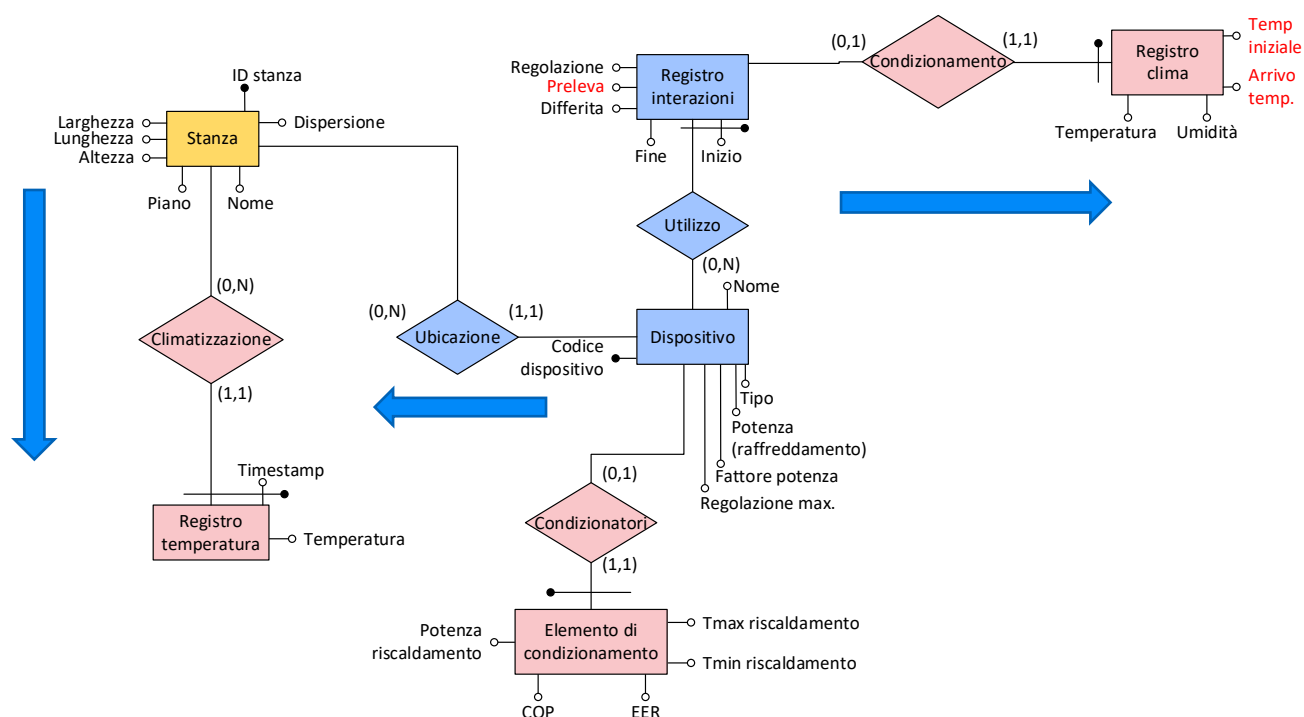 Regolazione
Preleva
Differita
Registro
interazioni
Fine
Inizio
(0,1)
Condizionamento
(1,1)
Registro
clima
Temp
iniziale
Arrivo
temp.
Temperatura
Umidità
ID stanza
Larghezza
Lunghezza
Altezza
Stanza
Dispersione
Piano
Nome
Utilizzo
(0,N)
Nome
(0,N)
Climatizzazione
(1,1)
(0,N)
Ubicazione
(1,1)
Dispositivo
Codice
dispositivo
Tipo
Potenza
(raffreddamento)
Fattore potenza
Regolazione max.
Timestamp
Registro
temperatura
Temperatura
(0,1)
Condizionatori
(1,1)
Potenza
riscaldamento
Elemento di
condizionamento
Tmax riscaldamento
Tmin riscaldamento
COP
EER